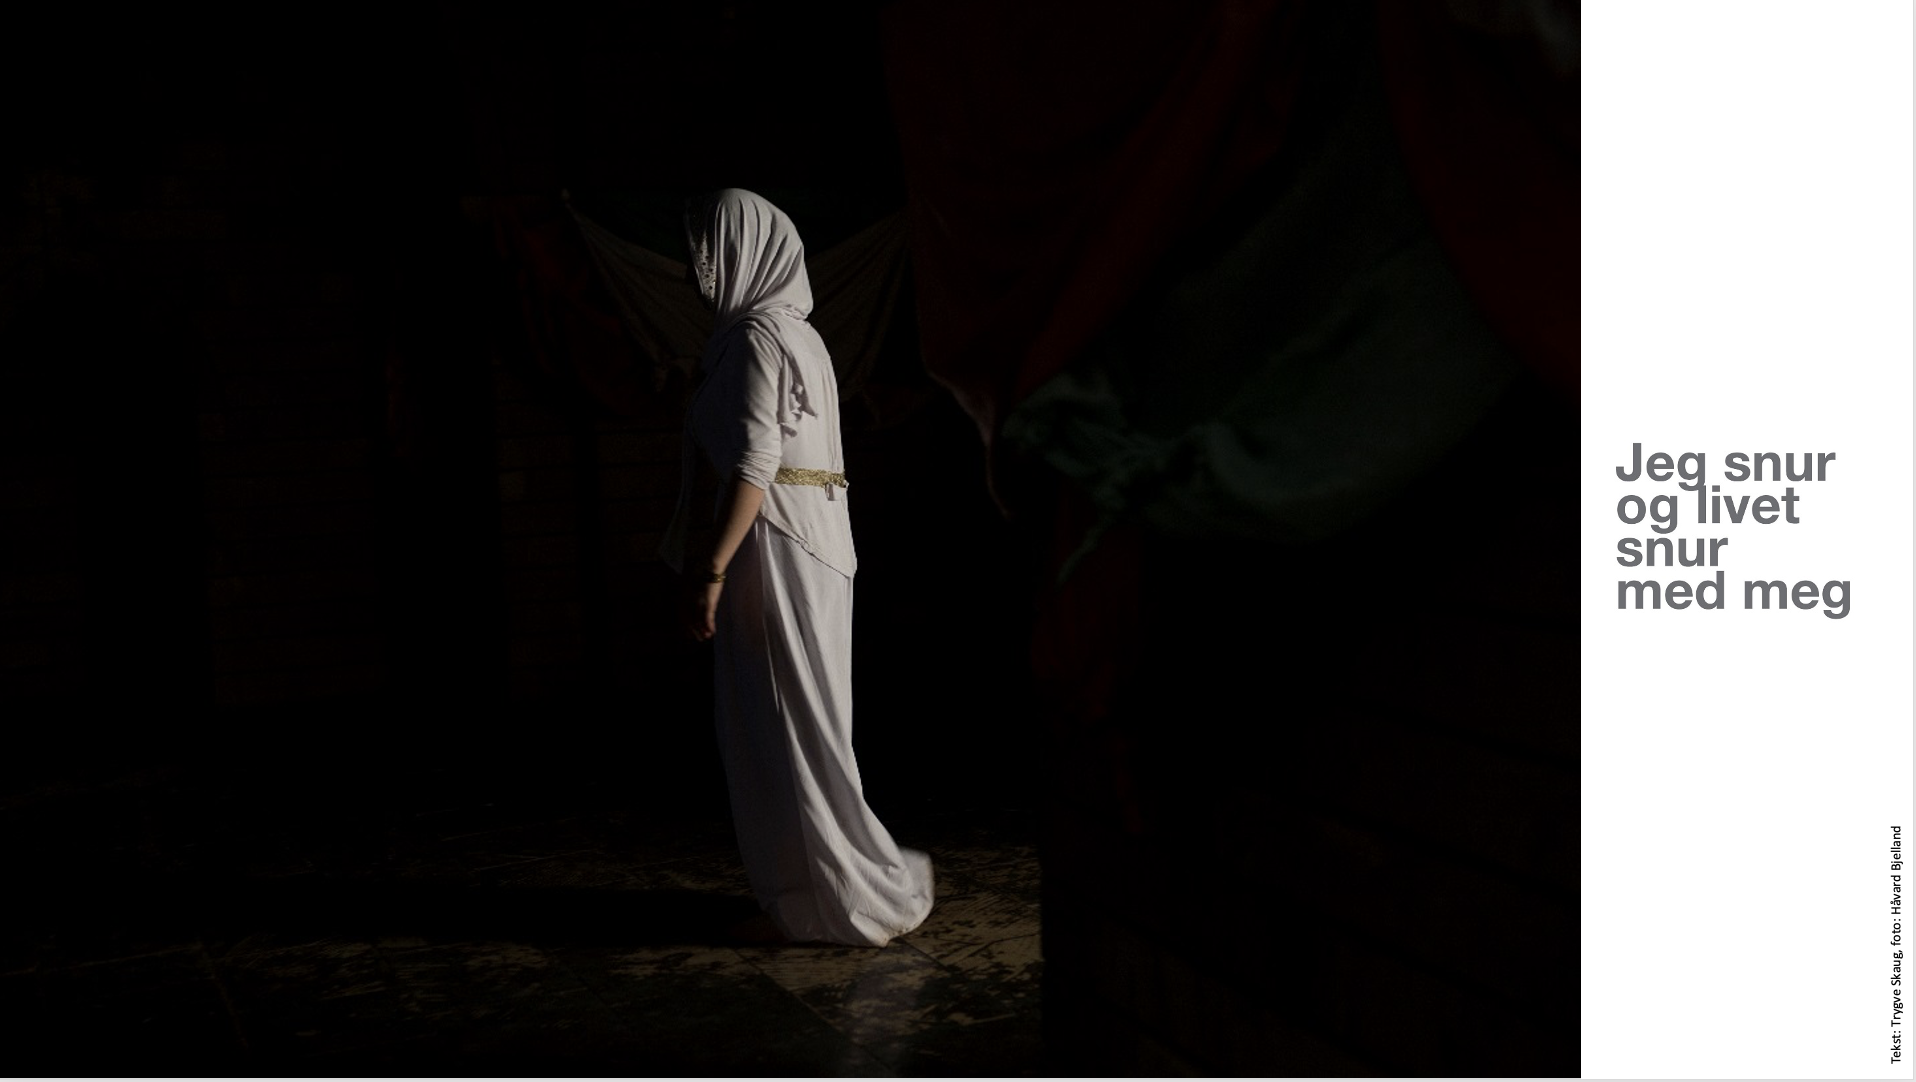 Jeg snur
og livet
snur
med meg
Tekst: Trygve Skaug, foto: Håvard Bjelland